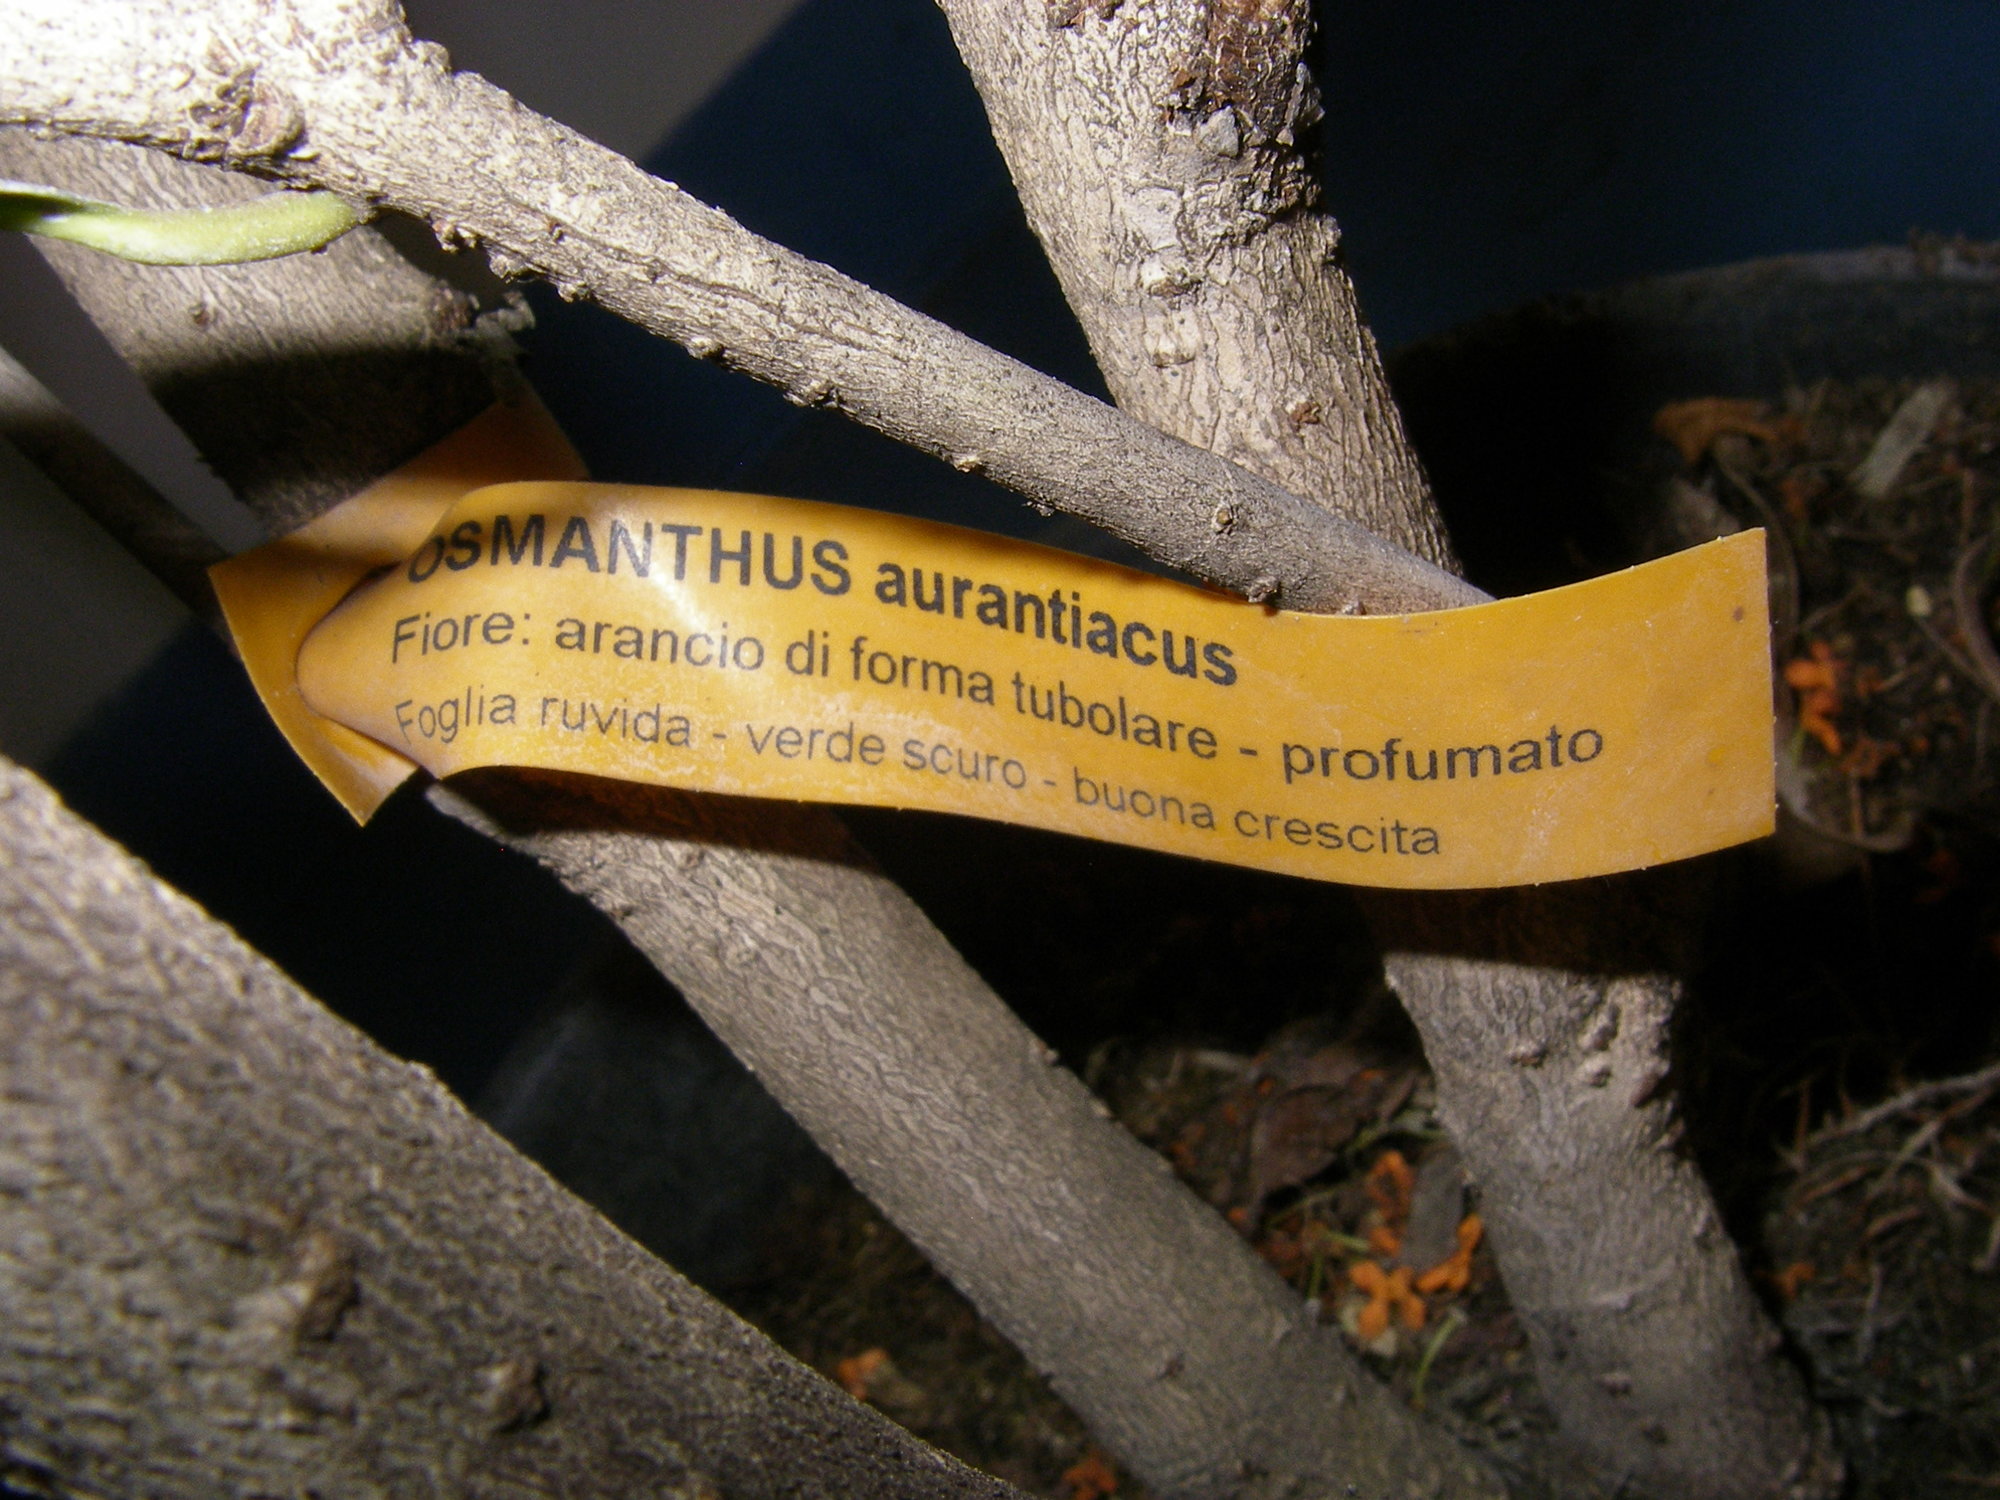 OSMANTHUS aurantiacus
Fiore: arancio di forma tubolare - profumato
Foglia ruvida - verde scuro - buona crescita